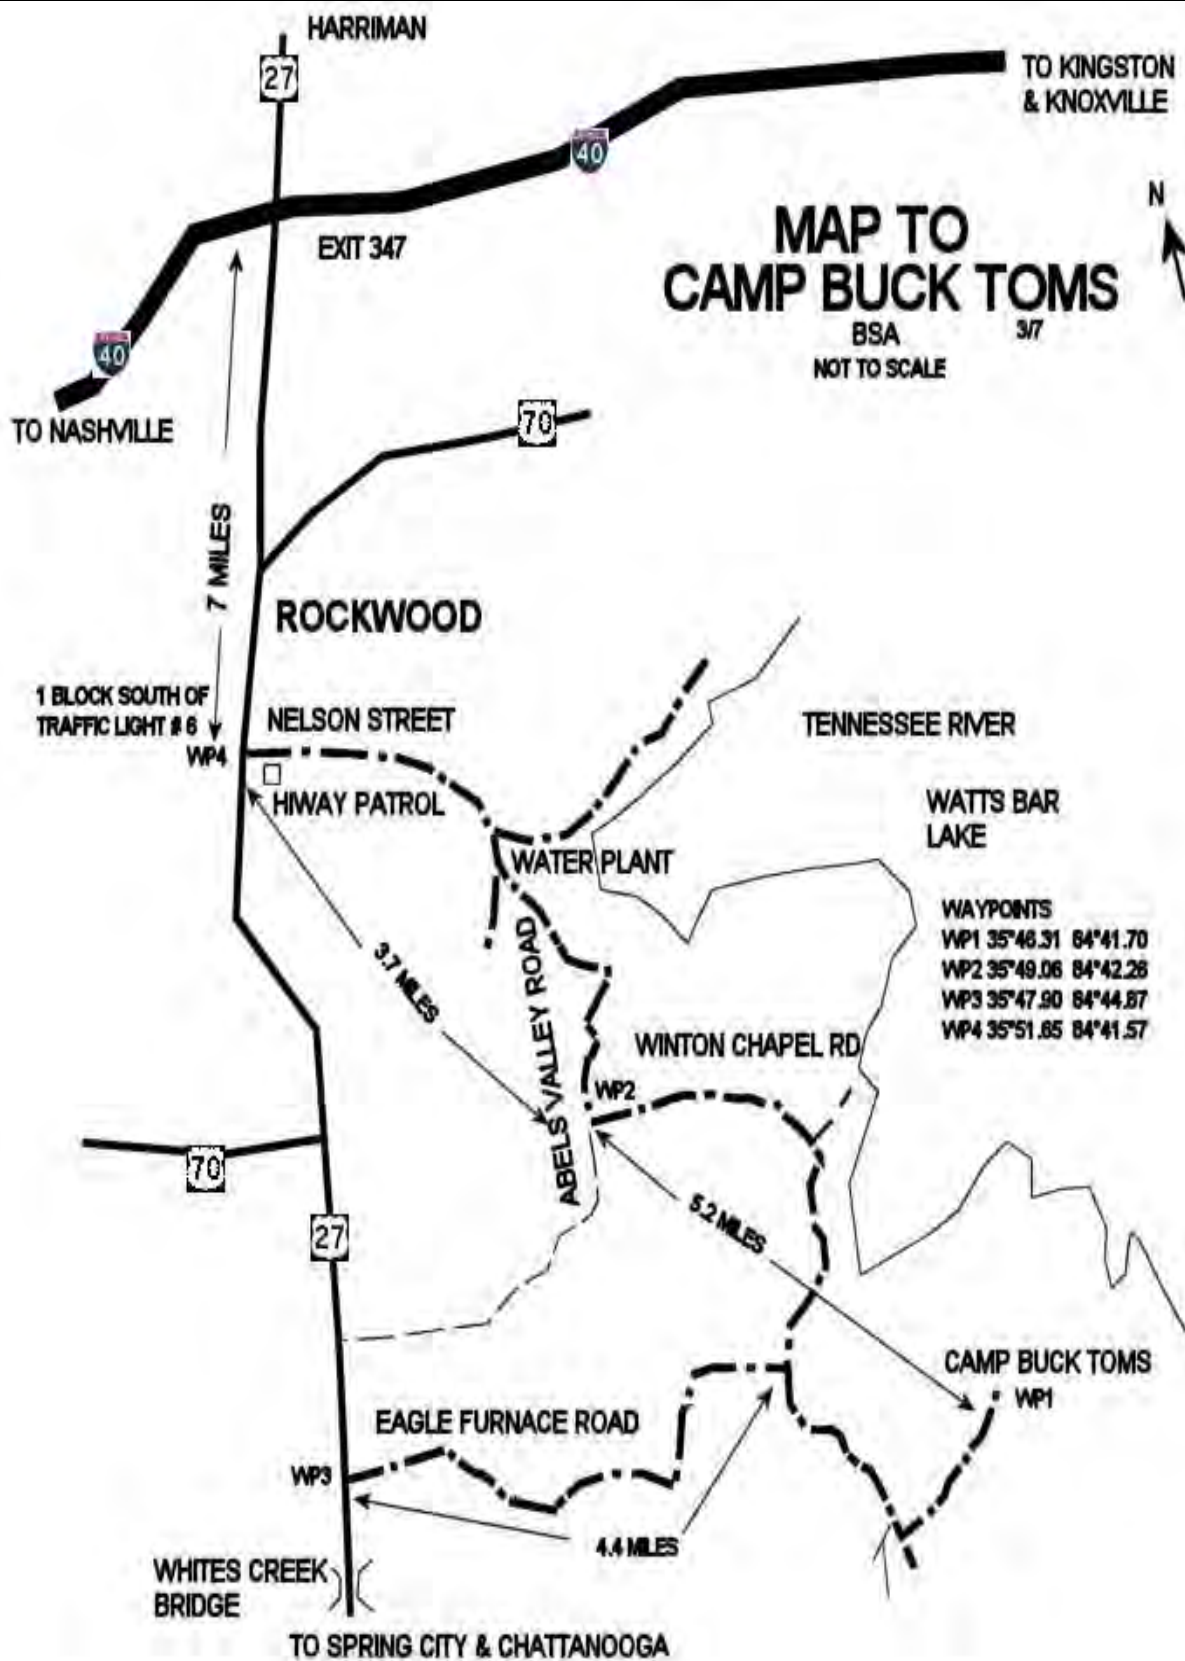 HARRIMAN
27
TO KINGSTON
& KNOXVILLE
40
N
EXIT 347
MAP TO
CAMP BUCK TOMS
BSA
3/7
NOT TO SCALE
40
TO NASHVILLE
70
7 MILES
ROCKWOOD
1 BLOCK SOUTH OF
TRAFFIC LIGHT # 6
NELSON STREET
TENNESSEE RIVER
WP4
HIWAY PATROL
WATTS BAR
LAKE
WATER PLANT
WAYPOINTS
WP1 35°46.31 84°41.70
WP2 35°49.06 84°42.26
WP3 35°47.90 84°44.87
WP4 35°51.65 84°41.57
3.7 MILES
ABELS VALLEY ROAD
WINTON CHAPEL RD
WP2
70
5.2 MILES
27
CAMP BUCK TOMS
WP1
EAGLE FURNACE ROAD
WP3
4.4 MILES
WHITES CREEK
BRIDGE
TO SPRING CITY & CHATTANOOGA